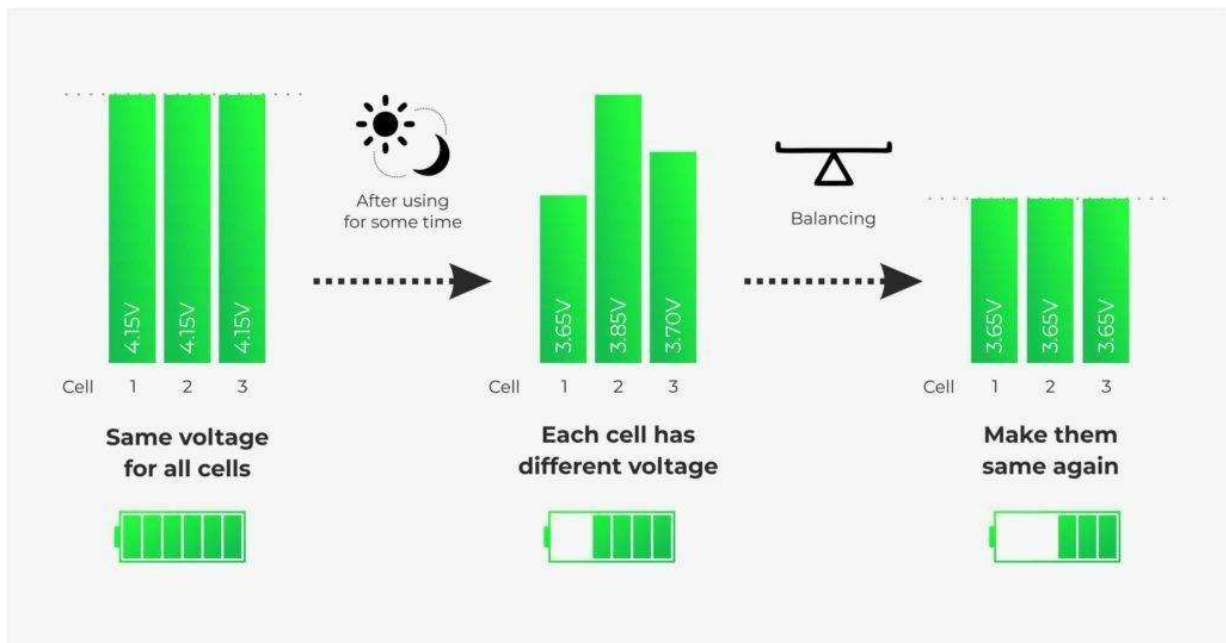 4.15V 4.15V 4.15V
Cell 1 2 3
Same voltage
for all cells
After using
for some time
3.65V 3.85V 3.70V
Cell 1 2 3
Each cell has
different voltage
Balancing
3.65V 3.65V 3.65V
Cell 1 2 3
Make them
same again